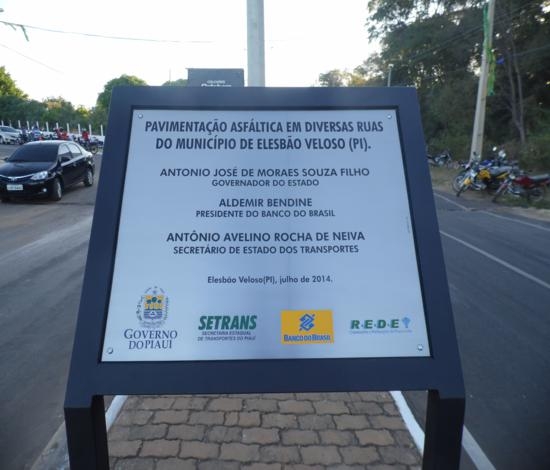 PAVIMENTAÇÃO ASFÁLTICA EM DIVERSAS RUAS
DO MUNICÍPIO DE ELESBÃO VELOSO (PI).
ANTONIO JOSÉ DE MORAES SOUZA FILHO
GOVERNADOR DO ESTADO
ALDEMIR BENDINE
PRESIDENTE DO BANCO DO BRASIL
ANTÔNIO AVELINO ROCHA DE NEIVA
SECRETÁRIO DE ESTADO DOS TRANSPORTES
Elesbão Veloso(PI), julho de 2014.
GOVERNO
DO PIAUÍ
SETRANS
SECRETARIA ESTADUAL
DE TRANSPORTES DO PIAUÍ
BANCO DO BRASIL
R•E•D•E